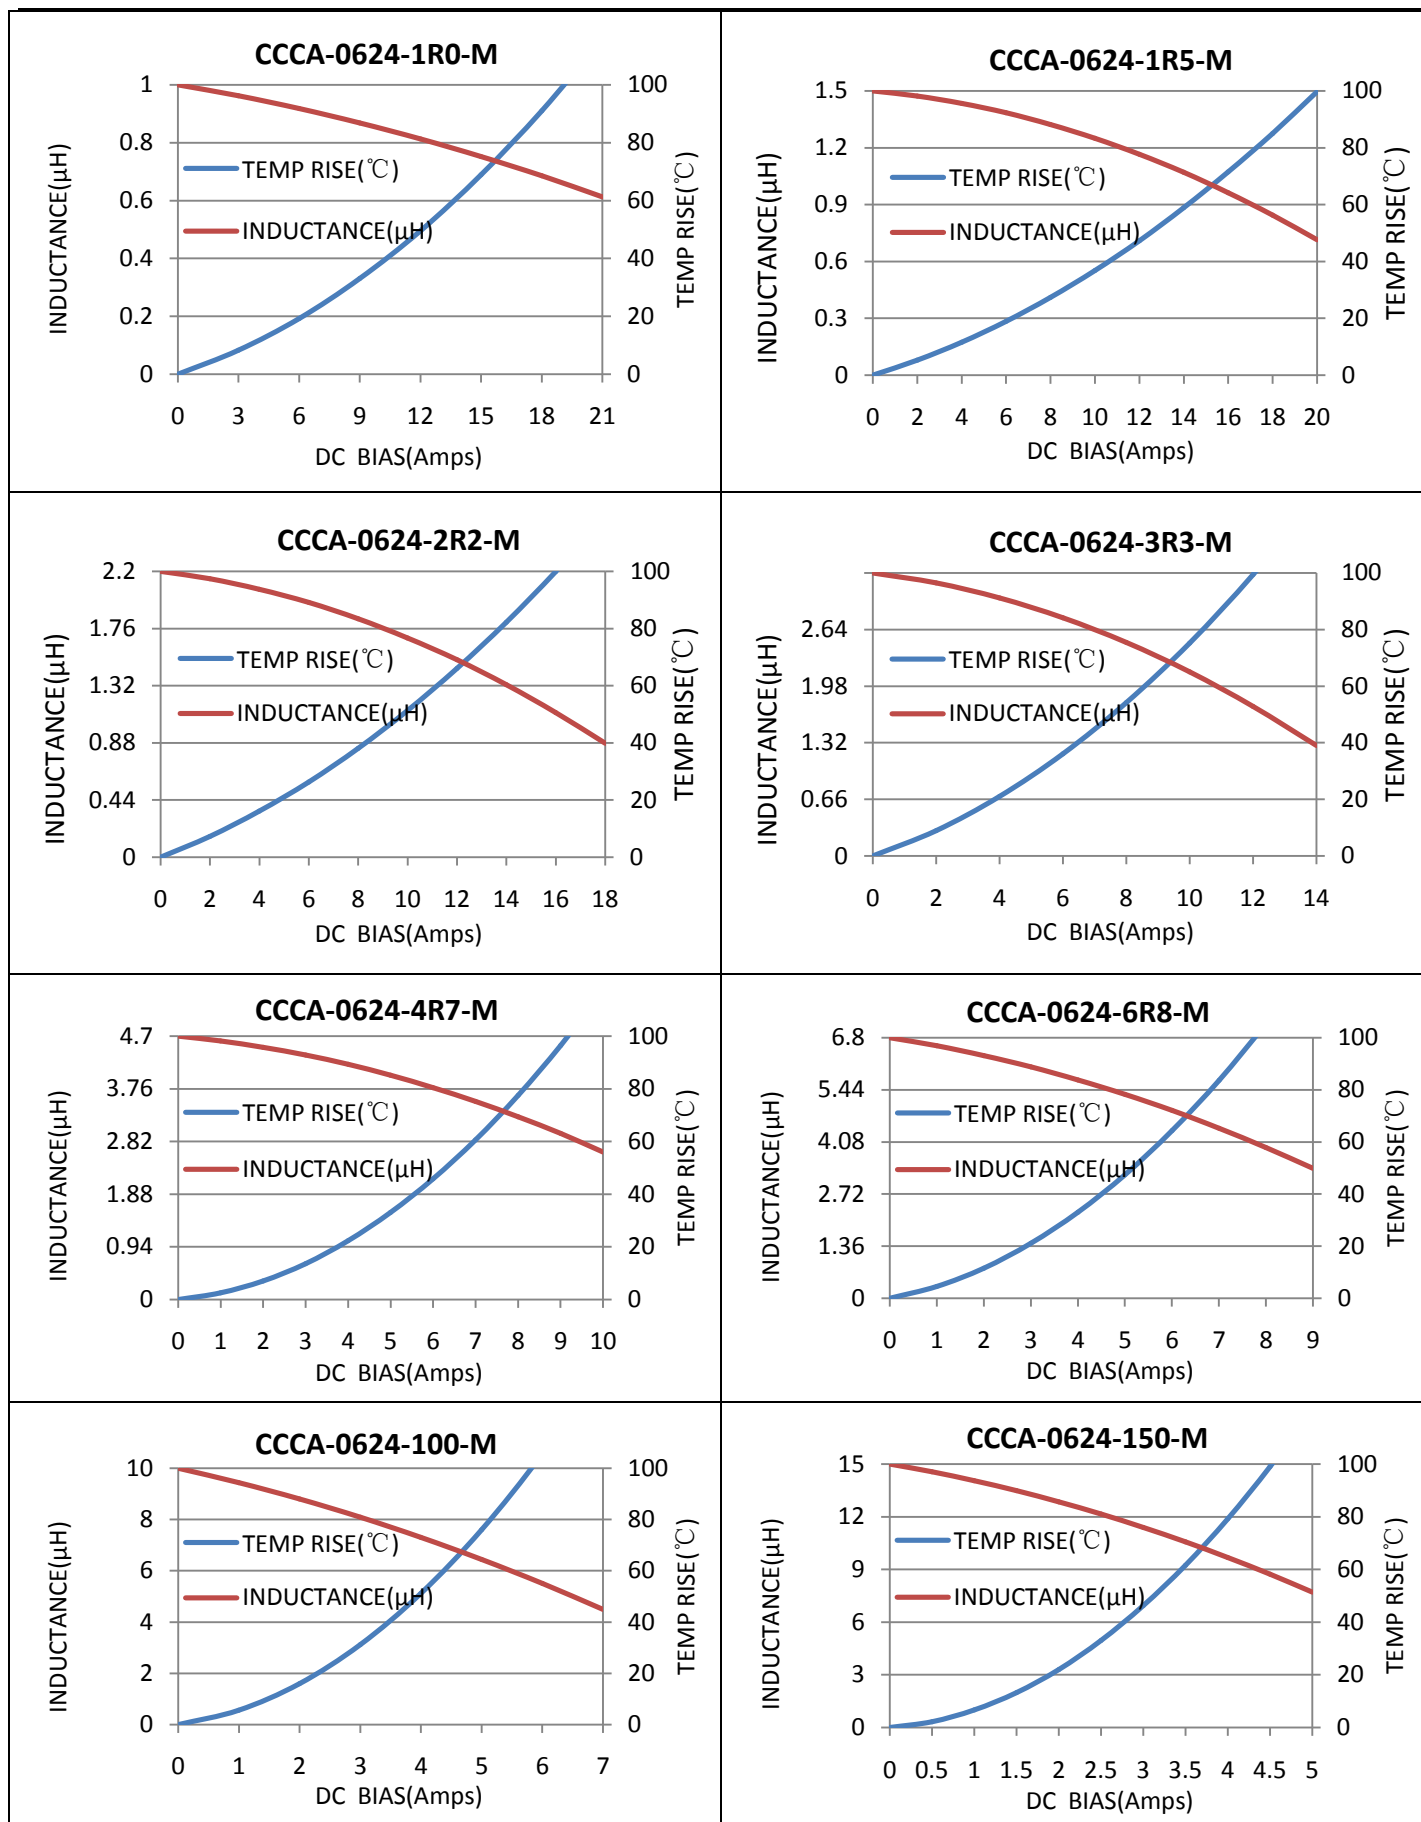 CCCA-0624-1R0-M
INDUCTANCE(µH)
1
0.8
0.6
0.4
0.2
0
TEMP RISE(℃)
INDUCTANCE(µH)
100
80
60
40
20
0
TEMP RISE(℃)
0 3 6 9 12 15 18 21
DC BIAS(Amps)
CCCA-0624-1R5-M
INDUCTANCE(µH)
1.5
1.2
0.9
0.6
0.3
0
TEMP RISE(℃)
INDUCTANCE(µH)
100
80
60
40
20
0
TEMP RISE(℃)
0 2 4 6 8 10 12 14 16 18 20
DC BIAS(Amps)
CCCA-0624-2R2-M
INDUCTANCE(µH)
2.2
1.76
1.32
0.88
0.44
0
TEMP RISE(℃)
INDUCTANCE(µH)
100
80
60
40
20
0
TEMP RISE(℃)
0 2 4 6 8 10 12 14 16 18
DC BIAS(Amps)
CCCA-0624-3R3-M
INDUCTANCE(µH)
2.64
1.98
1.32
0.66
0
TEMP RISE(℃)
INDUCTANCE(µH)
100
80
60
40
20
0
TEMP RISE(℃)
0 2 4 6 8 10 12 14
DC BIAS(Amps)
CCCA-0624-4R7-M
INDUCTANCE(µH)
4.7
3.76
2.82
1.88
0.94
0
TEMP RISE(℃)
INDUCTANCE(µH)
100
80
60
40
20
0
TEMP RISE(℃)
0 1 2 3 4 5 6 7 8 9 10
DC BIAS(Amps)
CCCA-0624-6R8-M
INDUCTANCE(µH)
6.8
5.44
4.08
2.72
1.36
0
TEMP RISE(℃)
INDUCTANCE(µH)
100
80
60
40
20
0
TEMP RISE(℃)
0 1 2 3 4 5 6 7 8 9
DC BIAS(Amps)
CCCA-0624-100-M
INDUCTANCE(µH)
10
8
6
4
2
0
TEMP RISE(℃)
INDUCTANCE(µH)
100
80
60
40
20
0
TEMP RISE(℃)
0 1 2 3 4 5 6 7
DC BIAS(Amps)
CCCA-0624-150-M
INDUCTANCE(µH)
15
12
9
6
3
0
TEMP RISE(℃)
INDUCTANCE(µH)
100
80
60
40
20
0
TEMP RISE(℃)
0 0.5 1 1.5 2 2.5 3 3.5 4 4.5 5
DC BIAS(Amps)